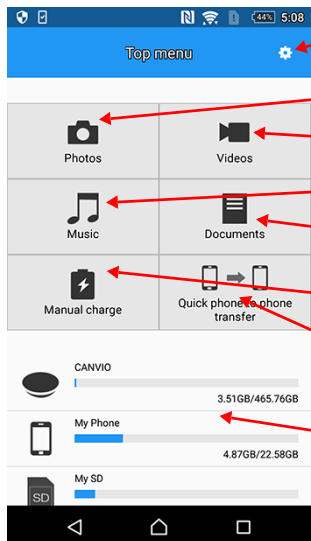 44% 5:08
Top menu
Photos
Videos
Music
Documents
Manual charge
Quick phone to phone
transfer
CANVIO
3.51GB/465.76GB
My Phone
4.87GB/22.58GB
My SD
SD